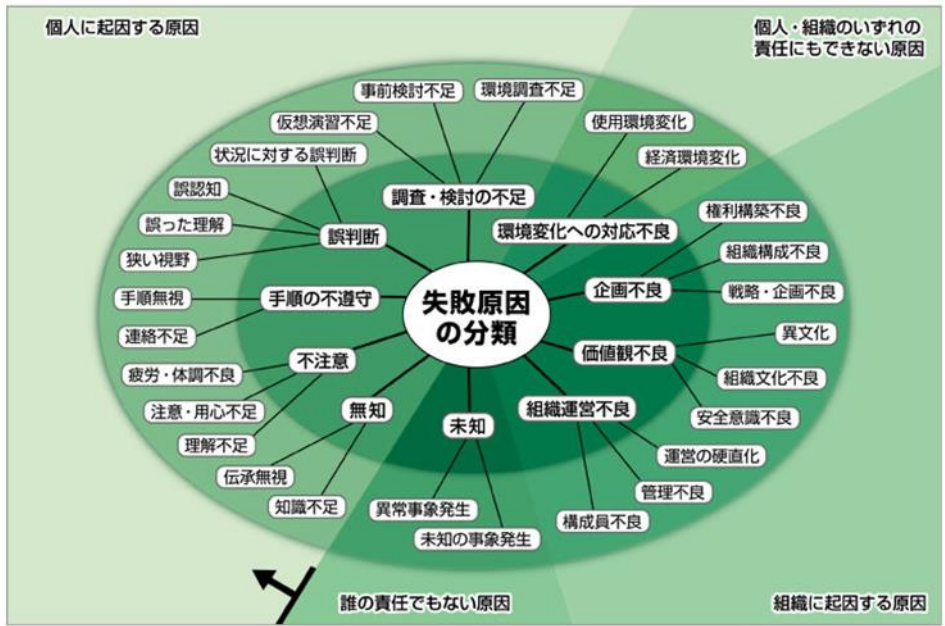 個人に起因する原因
個人・組織のいずれの
責任にもできない原因
事前検討不足
環境調査不足
仮想演習不足
使用環境変化
状況に対する誤判断
経済環境変化
誤認知
調査・検討の不足
権利構築不良
誤った理解
誤判断
環境変化への対応不良
組織構成不良
狭い視野
手順無視
手順の不遵守
失敗原因
の分類
企画不良
戦略・企画不良
連絡不足
異文化
疲労・体調不良
不注意
価値観不良
組織文化不良
注意・用心不足
無知
未知
組織運営不良
安全意識不良
理解不足
運営の硬直化
伝承無視
管理不良
知識不足
異常事象発生
構成員不良
未知の事象発生
誰の責任でもない原因
組織に起因する原因